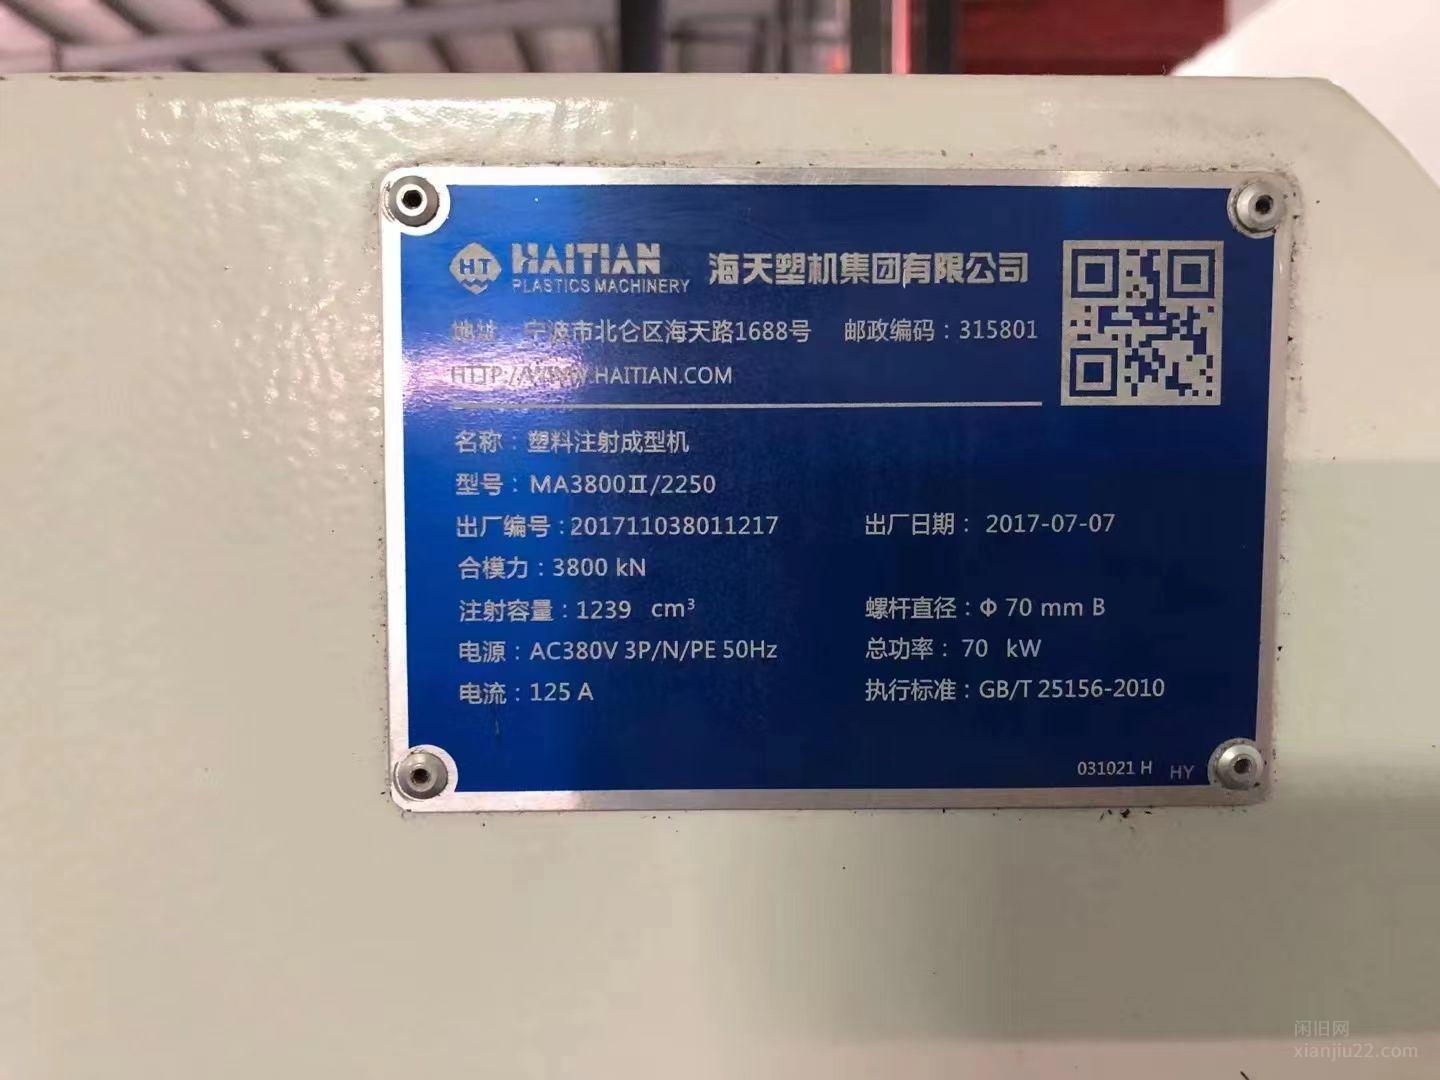 HT HAITIAN 海天塑机集团有限公司
PLASTICS MACHINERY
地址 宁波市北仑区海天路1688号 邮政编码：315801
HTTP://WWW.HAITIAN.COM
名称：塑料注射成型机
型号：MA3800Ⅱ/2250
出厂编号：201711038011217 出厂日期：2017-07-07
合模力：3800 kN
注射容量：1239 cm³ 螺杆直径：Φ 70 mm B
电源：AC380V 3P/N/PE 50Hz 总功率：70 kW
电流：125 A 执行标准：GB/T 25156-2010
031021 H HY
闲旧网
xianjiu22.com